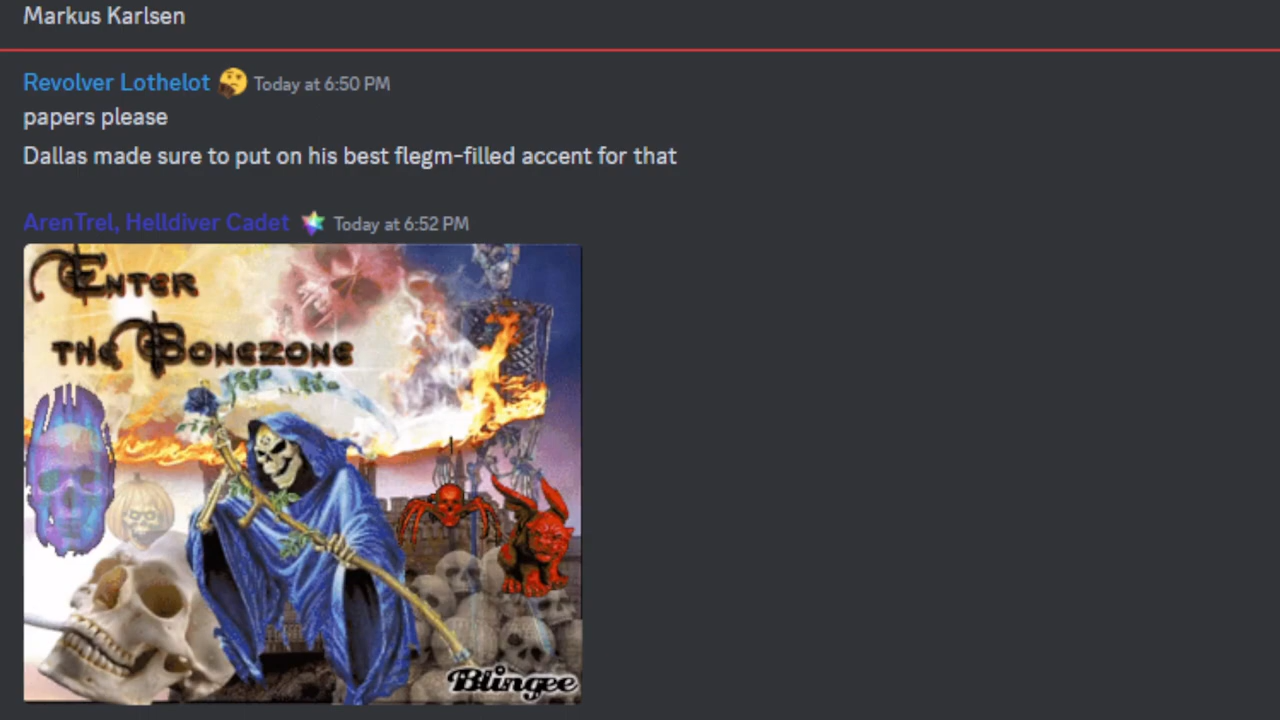 Markus Karlsen
Revolver Lothelot Today at 6:50 PM
papers please
Dallas made sure to put on his best flegm-filled accent for that
ArenTrel, Helldiver Cadet Today at 6:52 PM
Enter
the Bonezone
Blingee